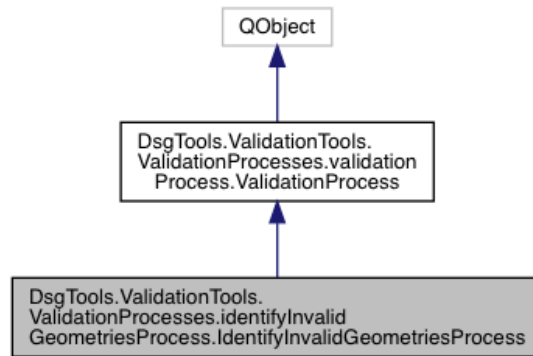 QObject
DsgTools.ValidationTools.
ValidationProcesses.validation
Process.ValidationProcess
DsgTools.ValidationTools.
ValidationProcesses.identifyInvalid
GeometriesProcess.IdentifyInvalidGeometriesProcess